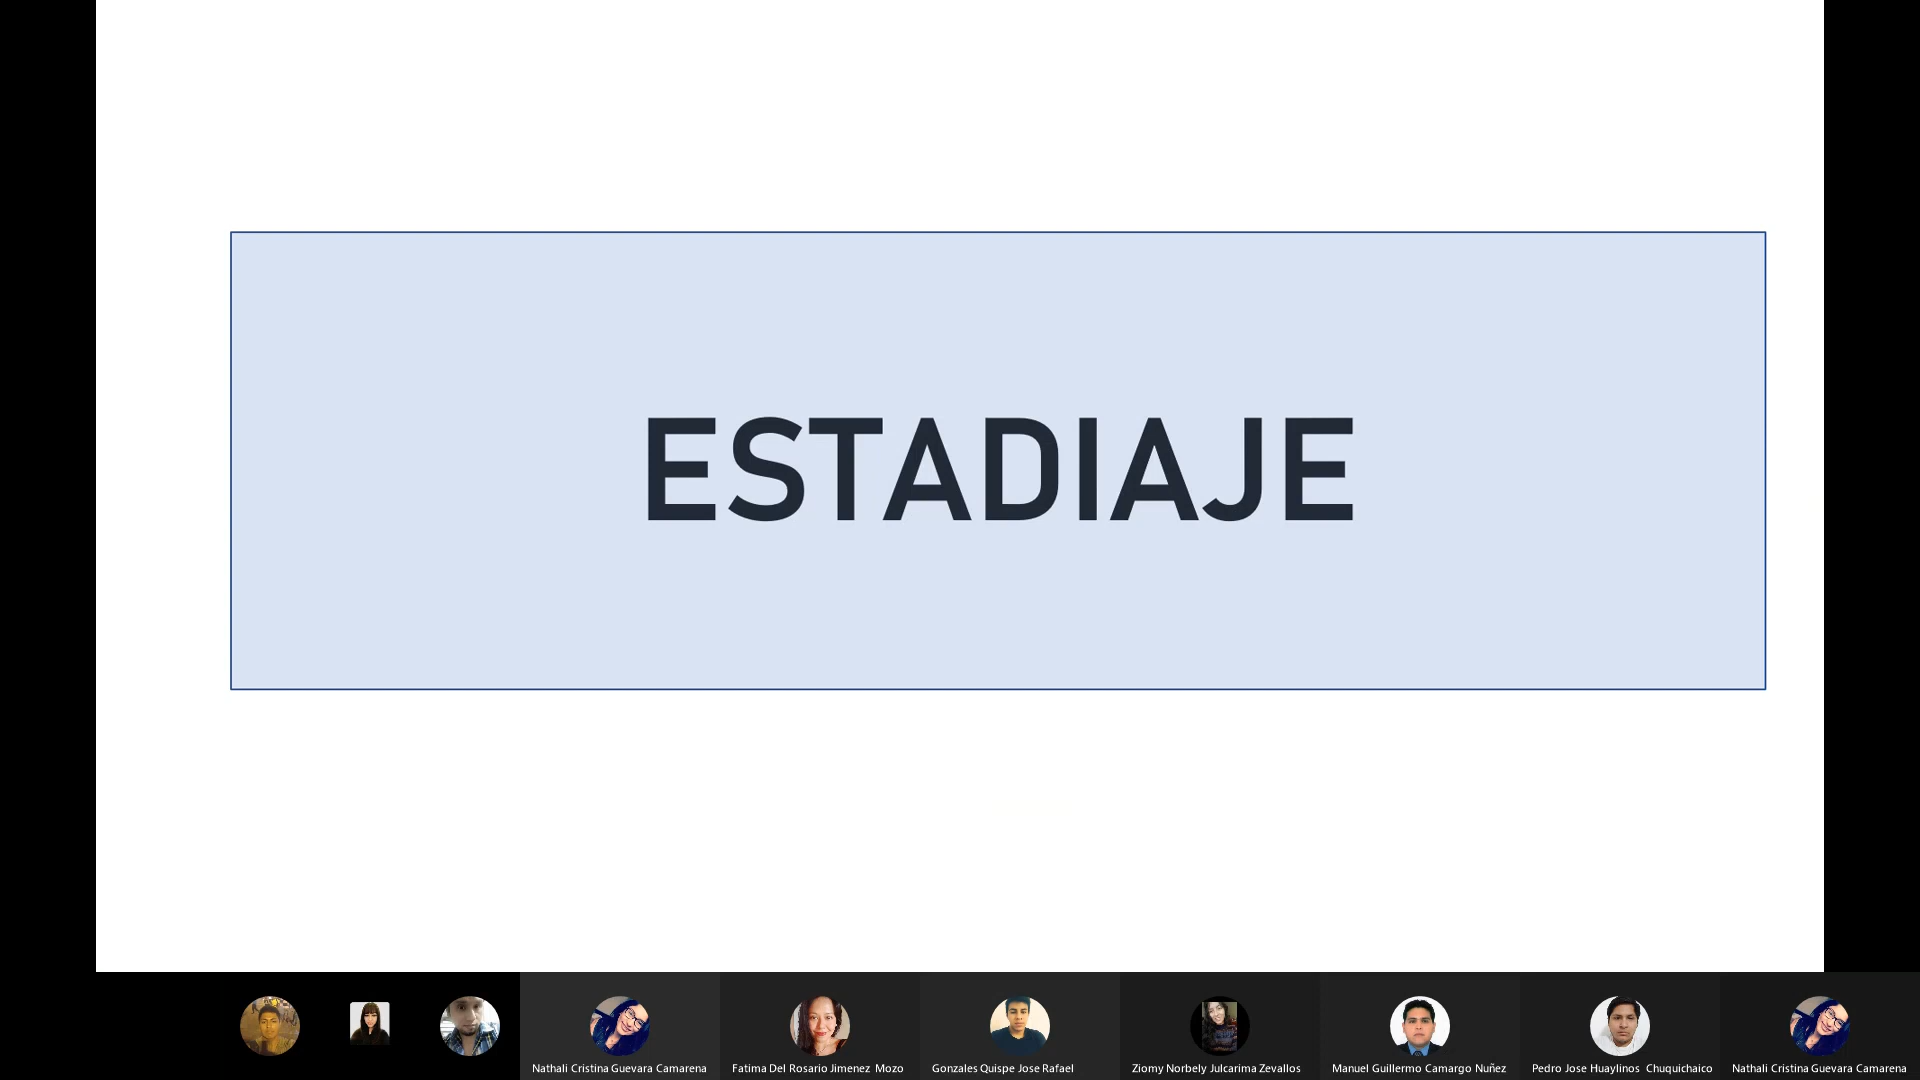 ESTADIAJE
Nathali Cristina Guevara Camarena
Fatima Del Rosario Jimenez Mozo
Gonzales Quispe Jose Rafael
Ziomy Norbely Julcarima Zevallos
Manuel Guillermo Camargo Nuñez
Pedro Jose Huaylinos Chuquichaico
Nathali Cristina Guevara Camarena